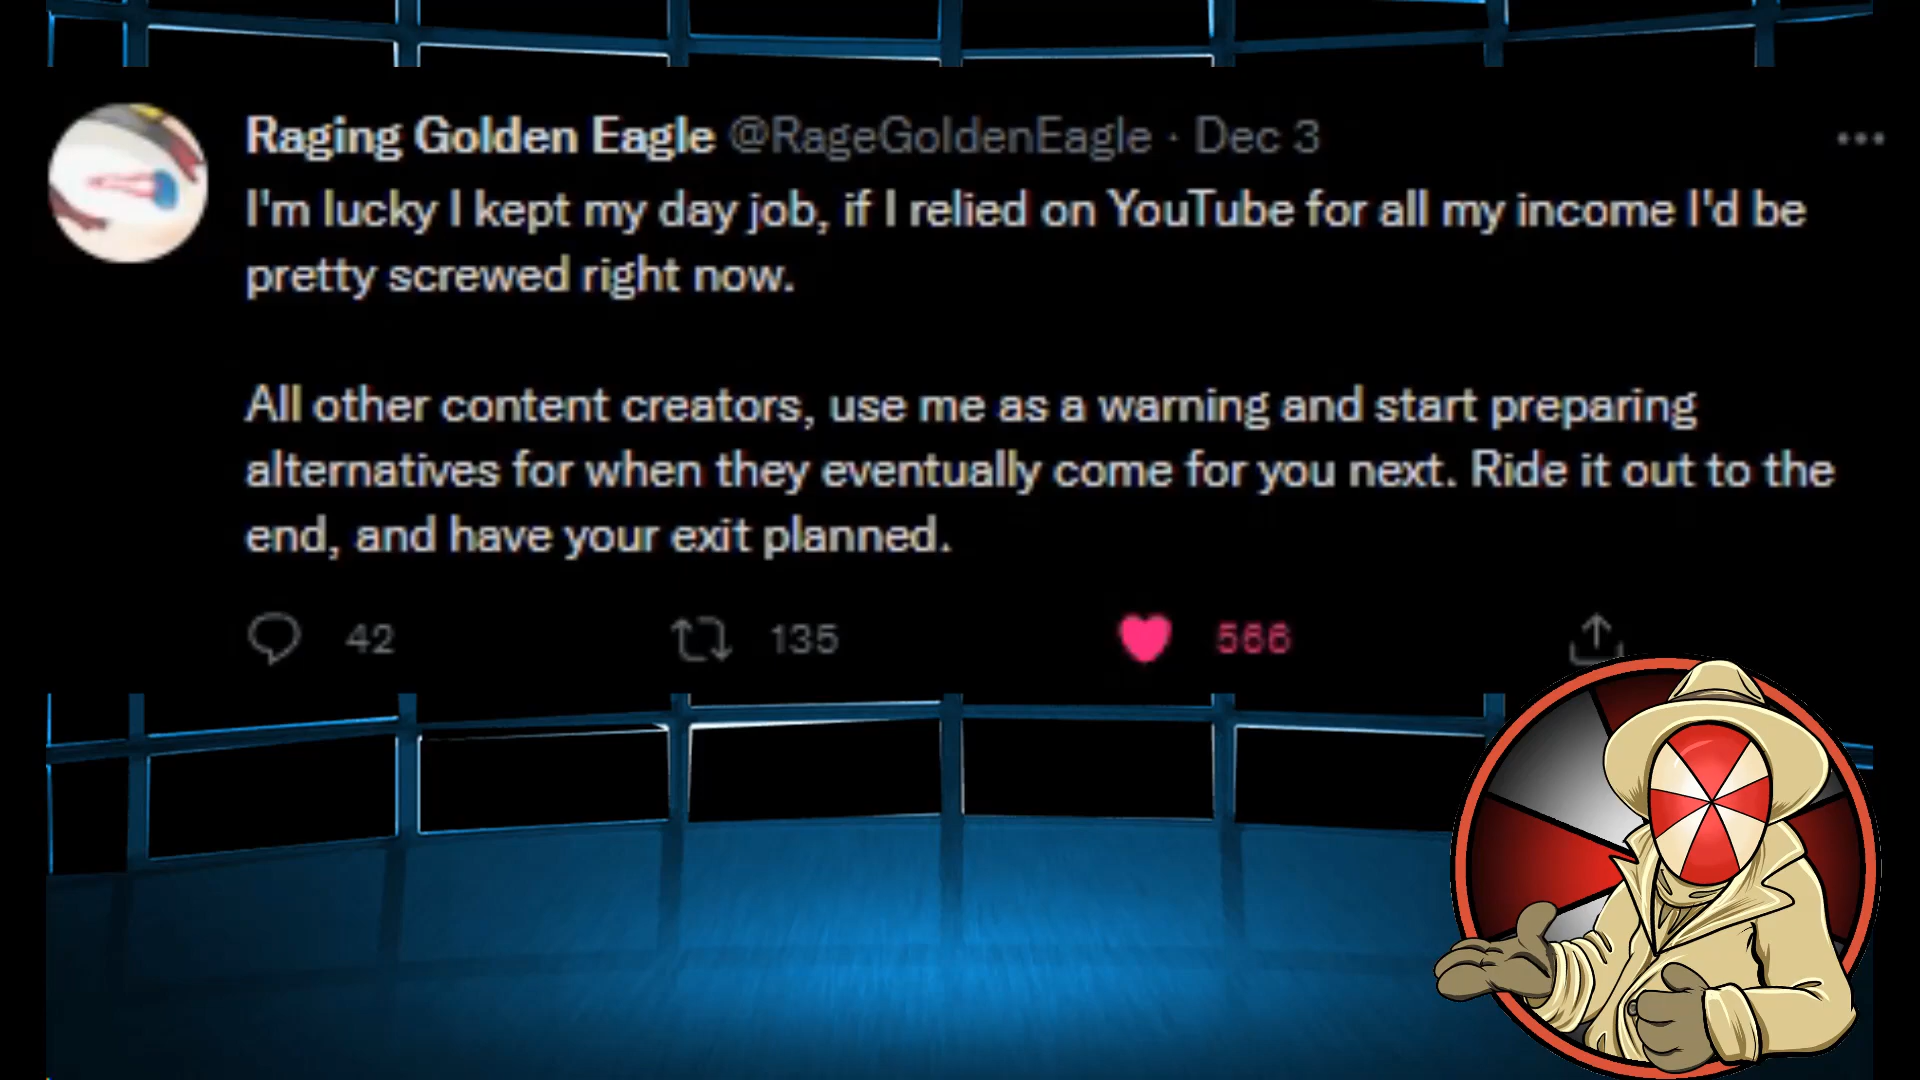 Raging Golden Eagle @RageGoldenEagle · Dec 3
I'm lucky I kept my day job, if I relied on YouTube for all my income I'd be
pretty screwed right now.
All other content creators, use me as a warning and start preparing
alternatives for when they eventually come for you next. Ride it out to the
end, and have your exit planned.
42 135 566